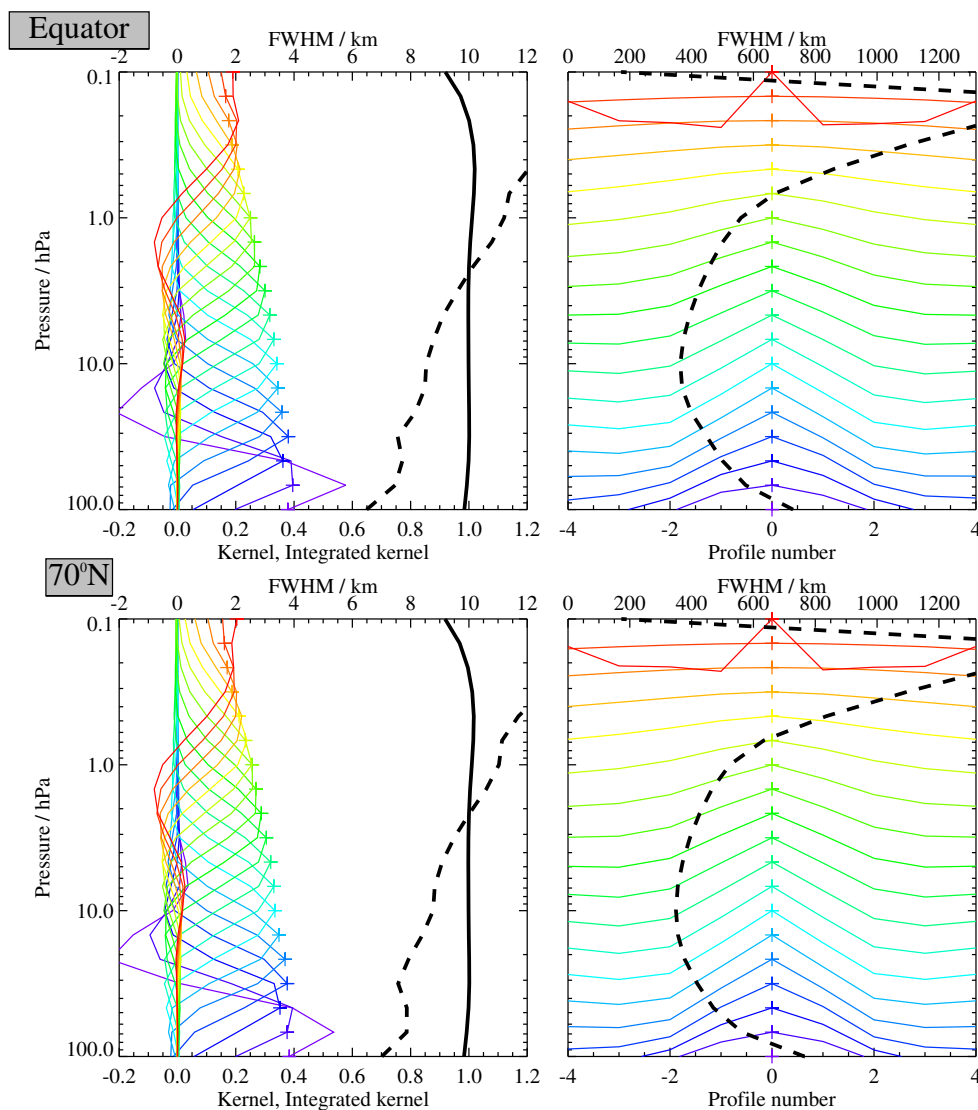 Equator
FWHM / km
FWHM / km
-2 0 2 4 6 8 10 12
0 200 400 600 800 1000 1200
0.1
1.0
10.0
100.0
Pressure / hPa
-0.2 0.0 0.2 0.4 0.6 0.8 1.0 1.2
-4 -2 0 2 4
Kernel, Integrated kernel
Profile number
70⁰N
FWHM / km
FWHM / km
-2 0 2 4 6 8 10 12
0 200 400 600 800 1000 1200
0.1
1.0
10.0
100.0
Pressure / hPa
-0.2 0.0 0.2 0.4 0.6 0.8 1.0 1.2
-4 -2 0 2 4
Kernel, Integrated kernel
Profile number